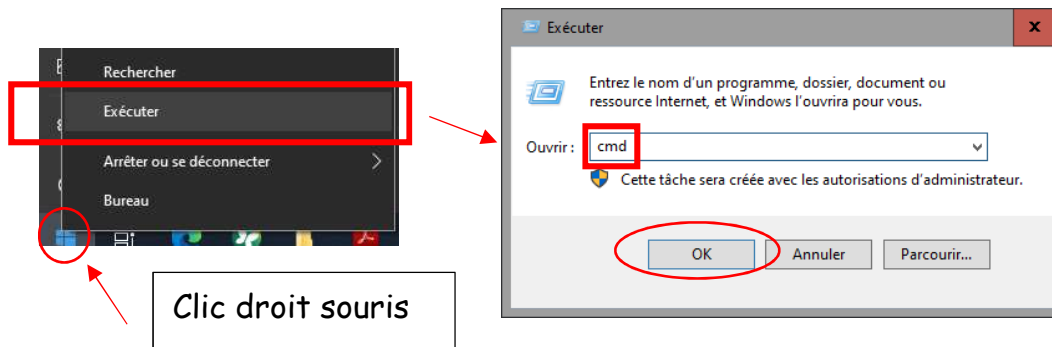 Rechercher
Exécuter
Arrêter ou se déconnecter
Bureau
Clic droit souris
Exécuter
x
Entrez le nom d'un programme, dossier, document ou
ressource Internet, et Windows l'ouvrira pour vous.
Ouvrir :
cmd
Cette tâche sera créée avec les autorisations d'administrateur.
OK
Annuler
Parcourir...